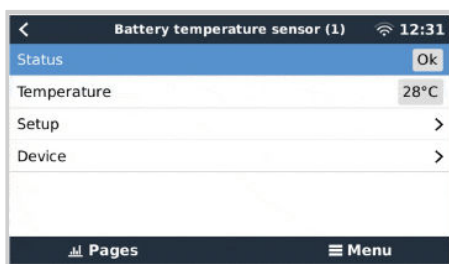 Battery temperature sensor (1) 12:31
Status Ok
Temperature 28°C
Setup
Device
Pages Menu